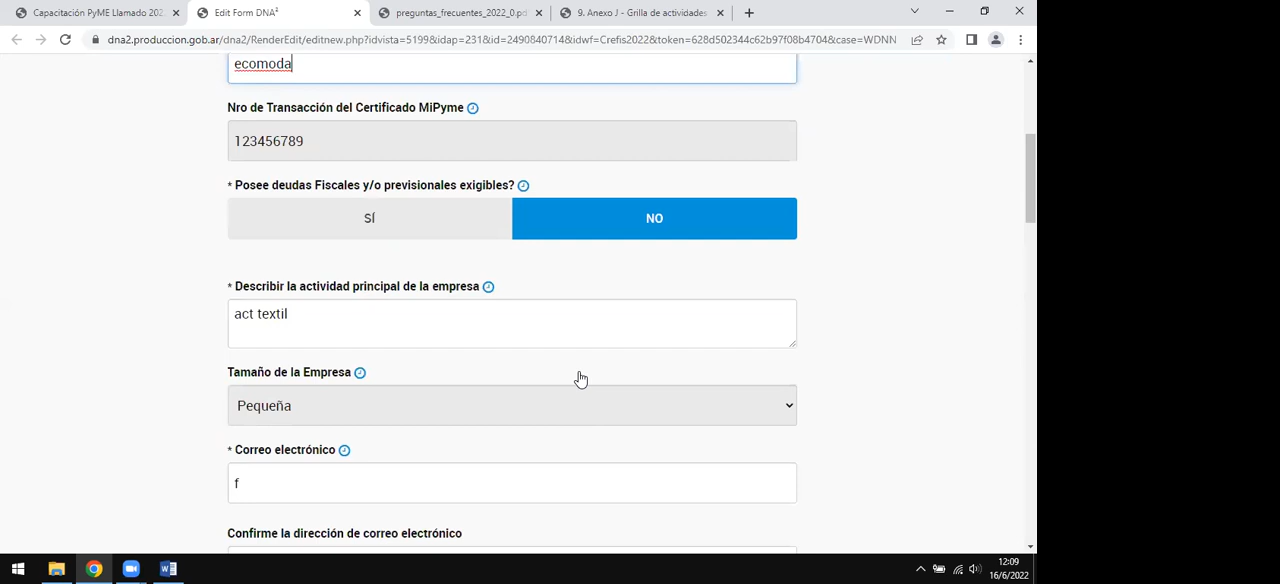 Capacitación PyME Llamado 202
Edit Form DNA²
preguntas_frecuentes_2022_0.pd
9. Anexo J - Grilla de actividades
dna2.produccion.gob.ar/dna2/RenderEdit/editnew.php?idvista=5199&idap=231&id=2490840714&idwf=Crefis2022&token=628d502344c62b97f08b4704&case=WDNN
ecomoda
Nro de Transacción del Certificado MiPyme
123456789
* Posee deudas Fiscales y/o previsionales exigibles?
SÍ
NO
* Describir la actividad principal de la empresa
act textil
Tamaño de la Empresa
Pequeña
* Correo electrónico
f
Confirme la dirección de correo electrónico
12:09
16/6/2022